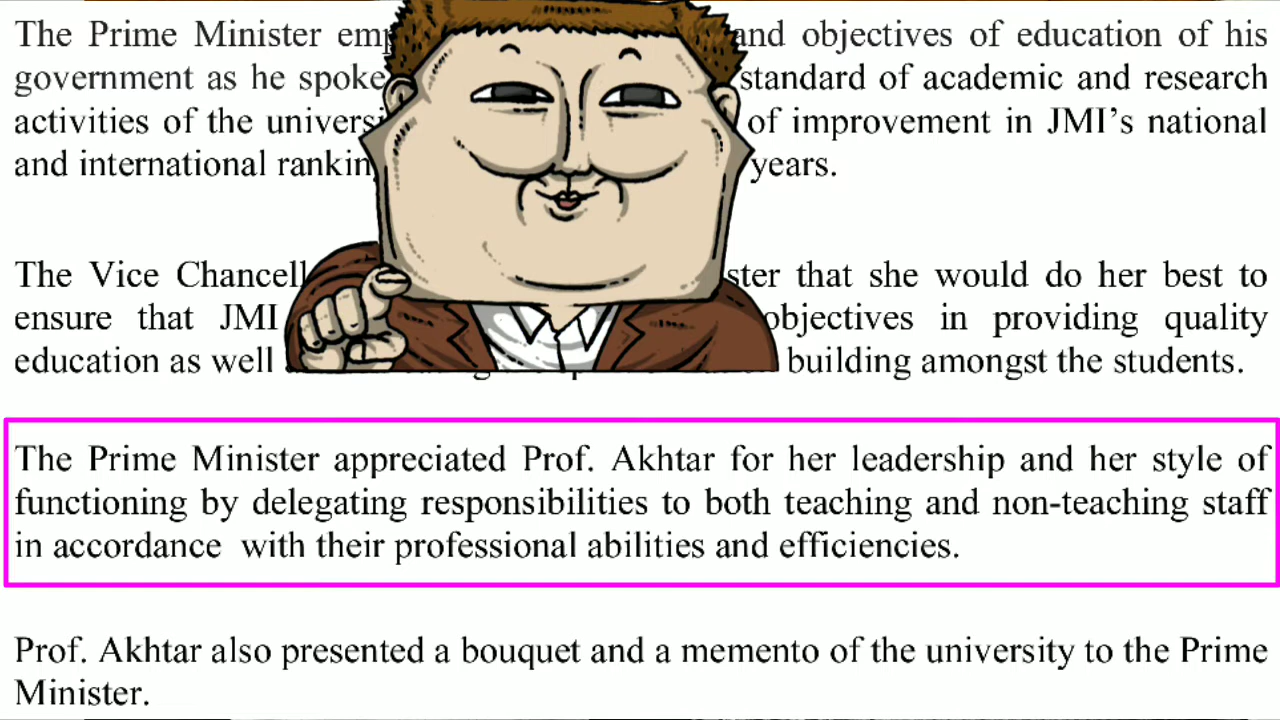 The Prime Minister and objectives of education of his
government as he spoke standard of academic and research
activities of the of improvement in JMI's national
and international years.
The Vice that she would do her best to
ensure that JMI objectives in providing quality
education as well building amongst the students.
The Prime Minister appreciated Prof. Akhtar for her leadership and her style of
functioning by delegating responsibilities to both teaching and non-teaching staff
in accordance with their professional abilities and efficiencies.
Prof. Akhtar also presented a bouquet and a memento of the university to the Prime
Minister.